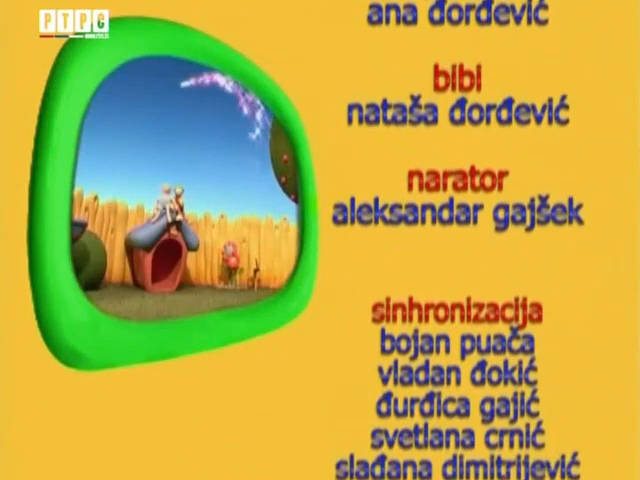 РТРС
ana đorđević
bibi
nataša đorđević
narator
aleksandar gajšek
sinhronizacija
bojan puača
vladan đokić
đurđica gajić
svetlana crnić
slađana dimitrijević